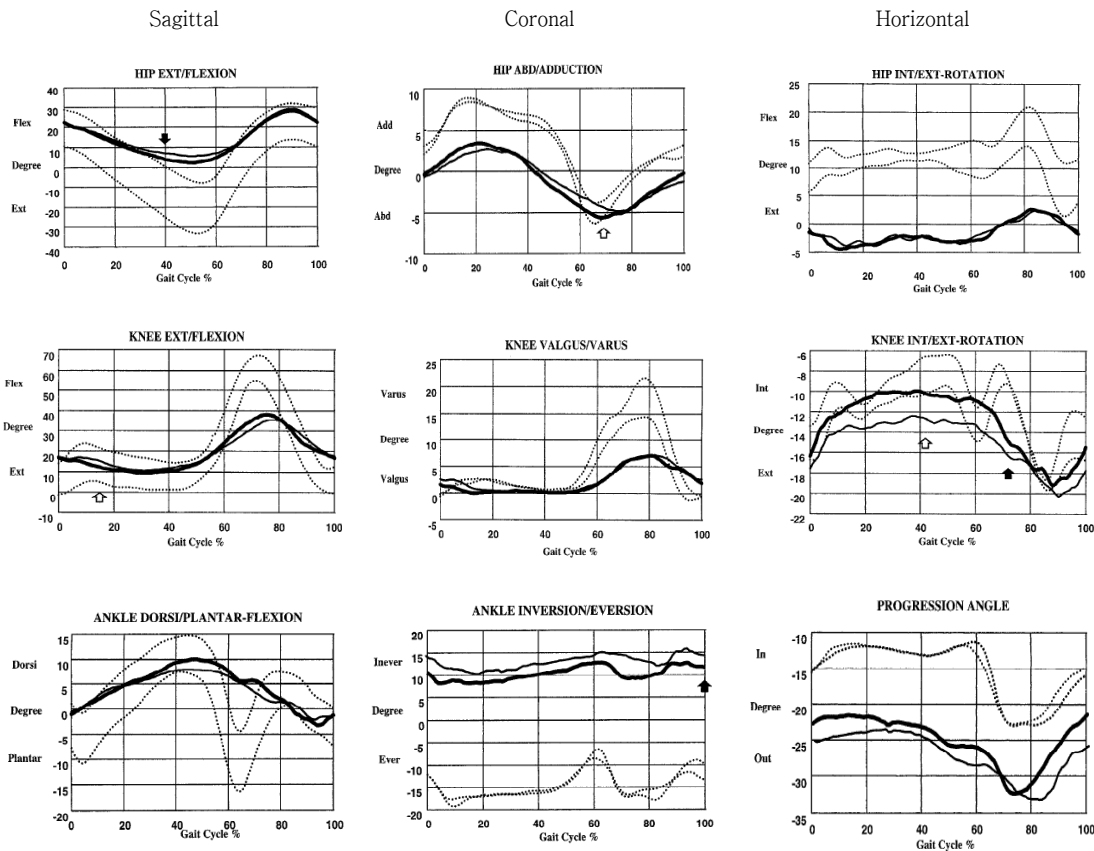 Sagittal
Coronal
Horizontal
HIP EXT/FLEXION
40
30
Flex
20
10
Degree
0
-10
-20
Ext
-30
40
0 20 40 60 80 100
Gait Cycle %
HIP ABD/ADDUCTION
10
Add
5
Degree
0
Abd
-5
0 20 40 60 80 100
Gait Cycle %
HIP INT/EXT-ROTATION
25
20
Flex
15
Degree
10
5
Ext
0
-5
0 20 40 60 80 100
Gait Cycle %
KNEE EXT/FLEXION
70
60
Flex
50
40
Degree
30
20
Ext
10
0
-10
0 20 40 60 80 100
Gait Cycle %
KNEE VALGUS/VARUS
25
Varus
20
15
Degree
10
5
Valgus
0
-5
0 20 40 60 80 100
Gait Cycle %
KNEE INT/EXT-ROTATION
-6
-8
Int
-10
-12
Degree
-14
-16
Ext
-18
-20
-22
0 20 40 60 80 100
Gait Cycle %
ANKLE DORSI/PLANTAR-FLEXION
15
Dorsi
10
5
Degree
0
-5
Plantar
-10
-15
-20
0 20 40 60 80 100
Gait Cycle %
ANKLE INVERSION/EVERSION
20
15
Inever
10
5
Degree
0
-5
Ever
-10
-15
-20
0 20 40 60 80 100
Gait Cycle %
PROGRESSION ANGLE
-10
In
-15
Degree
-20
-25
Out
-30
-35
0 20 40 60 80 100
Gait Cycle %